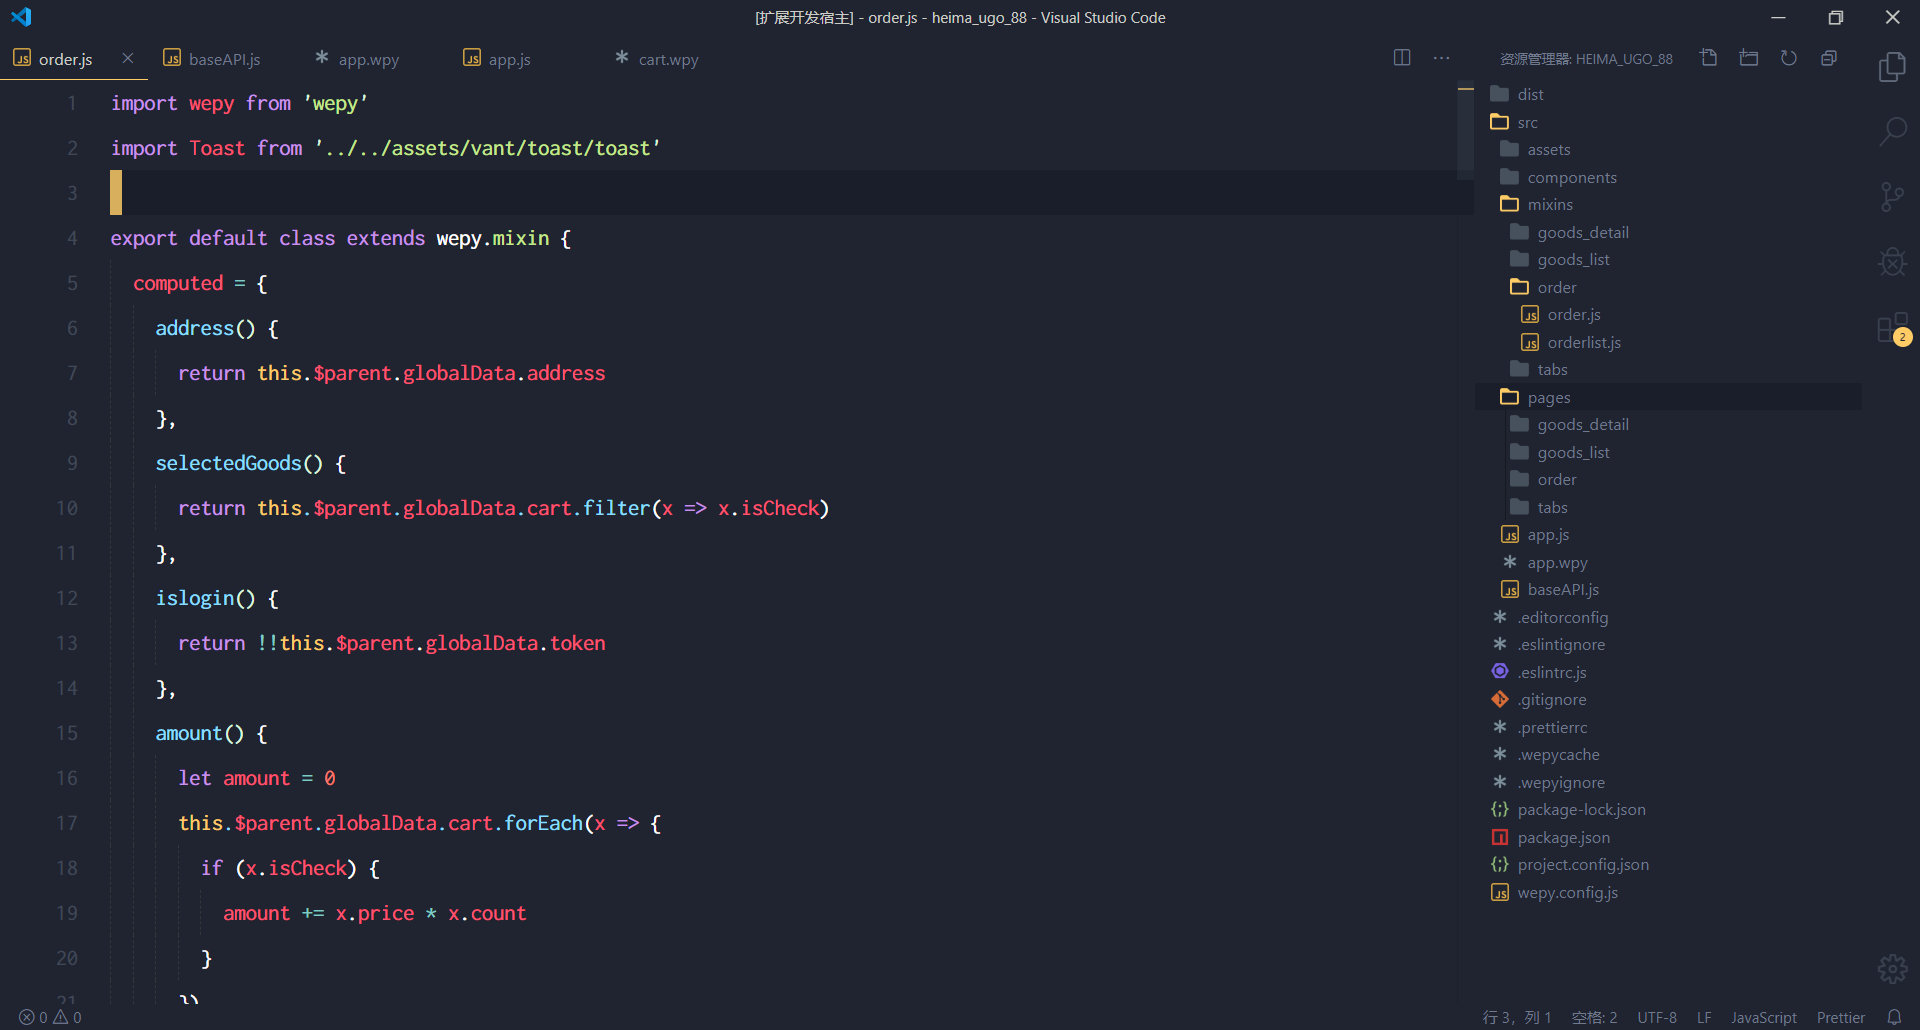 [扩展开发宿主] - order.js - heima_ugo_88 - Visual Studio Code
order.js
baseAPI.js
app.wpy
app.js
cart.wpy
1 import wepy from 'wepy'
2 import Toast from '../../assets/vant/toast/toast'
3
4 export default class extends wepy.mixin {
5 computed = {
6 address() {
7 return this.$parent.globalData.address
8 },
9 selectedGoods() {
10 return this.$parent.globalData.cart.filter(x => x.isCheck)
11 },
12 islogin() {
13 return !!this.$parent.globalData.token
14 },
15 amount() {
16 let amount = 0
17 this.$parent.globalData.cart.forEach(x => {
18 if (x.isCheck) {
19 amount += x.price * x.count
20 }
21 })
资源管理器: HEIMA_UGO_88
dist
src
assets
components
mixins
goods_detail
goods_list
order
order.js
orderlist.js
tabs
pages
goods_detail
goods_list
order
tabs
app.js
app.wpy
baseAPI.js
.editorconfig
.eslintignore
.eslintrc.js
.gitignore
.prettierrc
.wepycache
.wepyignore
package-lock.json
package.json
project.config.json
wepy.config.js
2
0 0
行 3，列 1
空格: 2
UTF-8
LF
JavaScript
Prettier